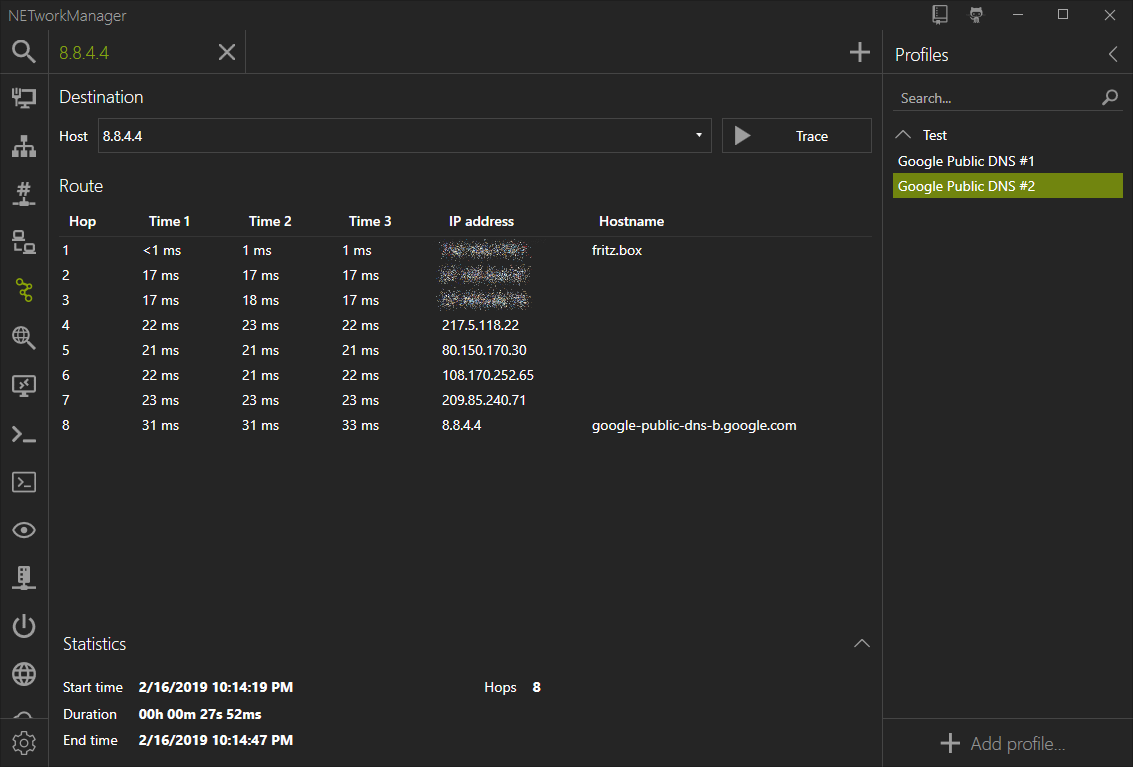 NETworkManager
8.8.4.4
Destination
Host 8.8.4.4 Trace
Route
Hop Time 1 Time 2 Time 3 IP address Hostname
1 <1 ms 1 ms 1 ms fritz.box
2 17 ms 17 ms 17 ms
3 17 ms 18 ms 17 ms
4 22 ms 23 ms 22 ms 217.5.118.22
5 21 ms 21 ms 21 ms 80.150.170.30
6 22 ms 21 ms 22 ms 108.170.252.65
7 23 ms 23 ms 23 ms 209.85.240.71
8 31 ms 31 ms 33 ms 8.8.4.4 google-public-dns-b.google.com
Statistics
Start time 2/16/2019 10:14:19 PM Hops 8
Duration 00h 00m 27s 52ms
End time 2/16/2019 10:14:47 PM
Profiles
Search...
Test
Google Public DNS #1
Google Public DNS #2
Add profile...